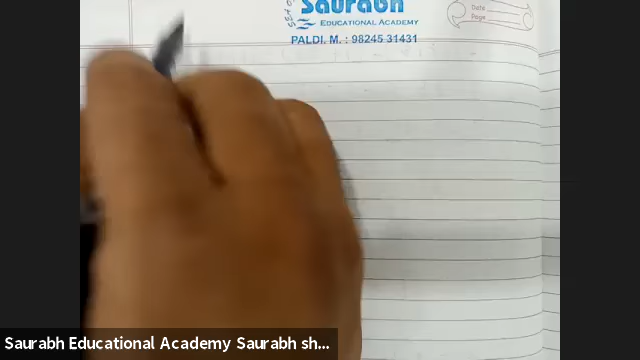 Saurabh
EDUCATIONAL ACADEMY
PALDI. M. : 98245 31431
Date
Page
Saurabh Educational Academy Saurabh sh...